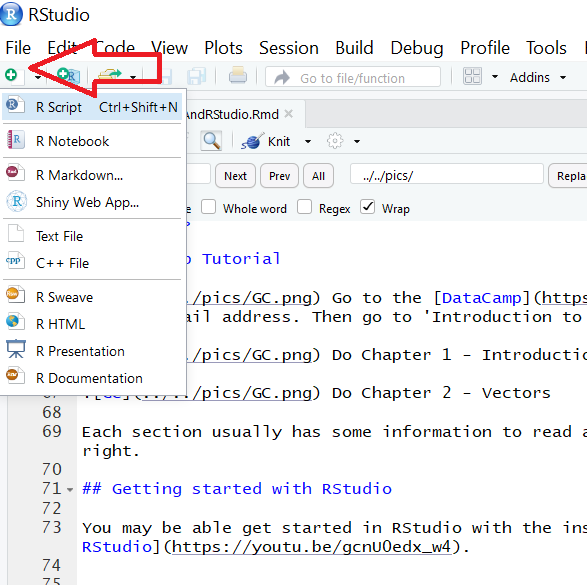 RStudio
File Edit Code View Plots Session Build Debug Profile Tools
Go to file/function Addins
R Script Ctrl+Shift+N
AndRStudio.Rmd
R Notebook
Knit
R Markdown...
Next Prev All ../../pics/ Repla
Shiny Web App...
Whole word Regex Wrap
Text File
C++ File
p Tutorial
R Sweave
/pics/GC.png) Go to the [DataCamp](https
R HTML
ail address. Then go to 'Introduction to
R Presentation
/pics/GC.png) Do Chapter 1 - Introductio
R Documentation
/pics/GC.png) Do Chapter 2 - Vectors
68
69 Each section usually has some information to read a
right.
70
71 ## Getting started with RStudio
72
73 You may be able get started in RStudio with the ins
RStudio](https://youtu.be/gcnU0edx_w4).
74
75